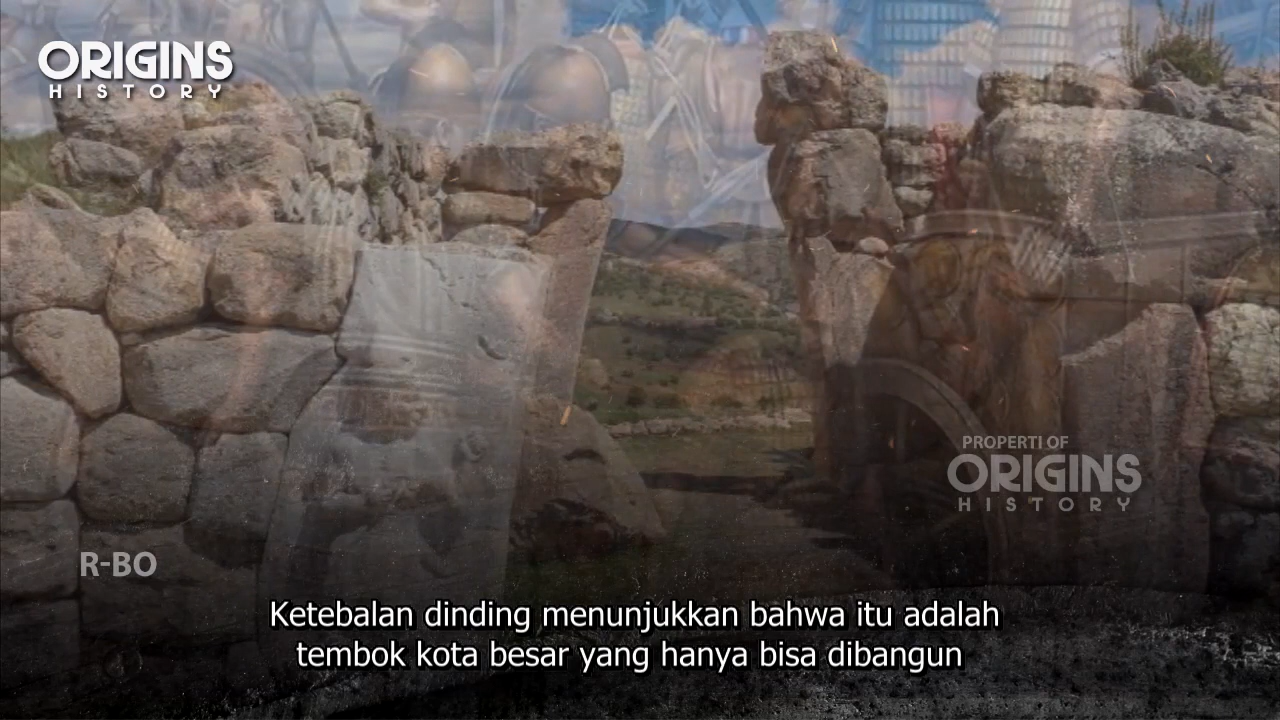 ORIGINS
HISTORY
PROPERTI OF
ORIGINS
HISTORY
R-BO
Ketebalan dinding menunjukkan bahwa itu adalah
tembok kota besar yang hanya bisa dibangun